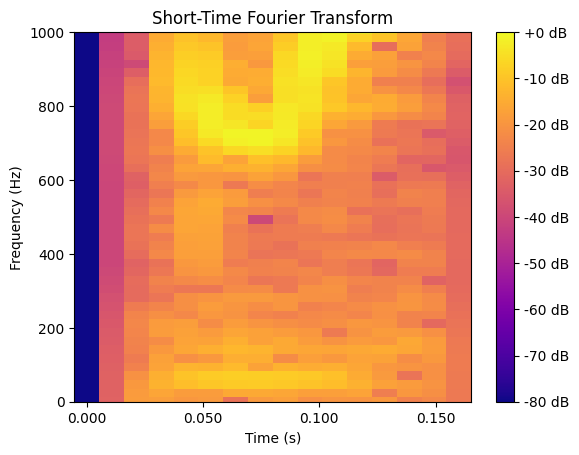 Short-Time Fourier Transform
1000
800
600
400
200
0
Frequency (Hz)
0.000
0.050
0.100
0.150
Time (s)
+0 dB
-10 dB
-20 dB
-30 dB
-40 dB
-50 dB
-60 dB
-70 dB
-80 dB